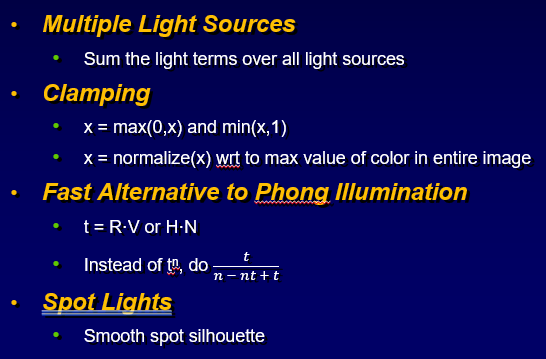 • Multiple Light Sources
• Sum the light terms over all light sources
• Clamping
• x = max(0,x) and min(x,1)
• x = normalize(x) wrt to max value of color in entire image
• Fast Alternative to Phong Illumination
• t = R·V or H·N
• Instead of tⁿ, do t / (n − nt + t)
• Spot Lights
• Smooth spot silhouette